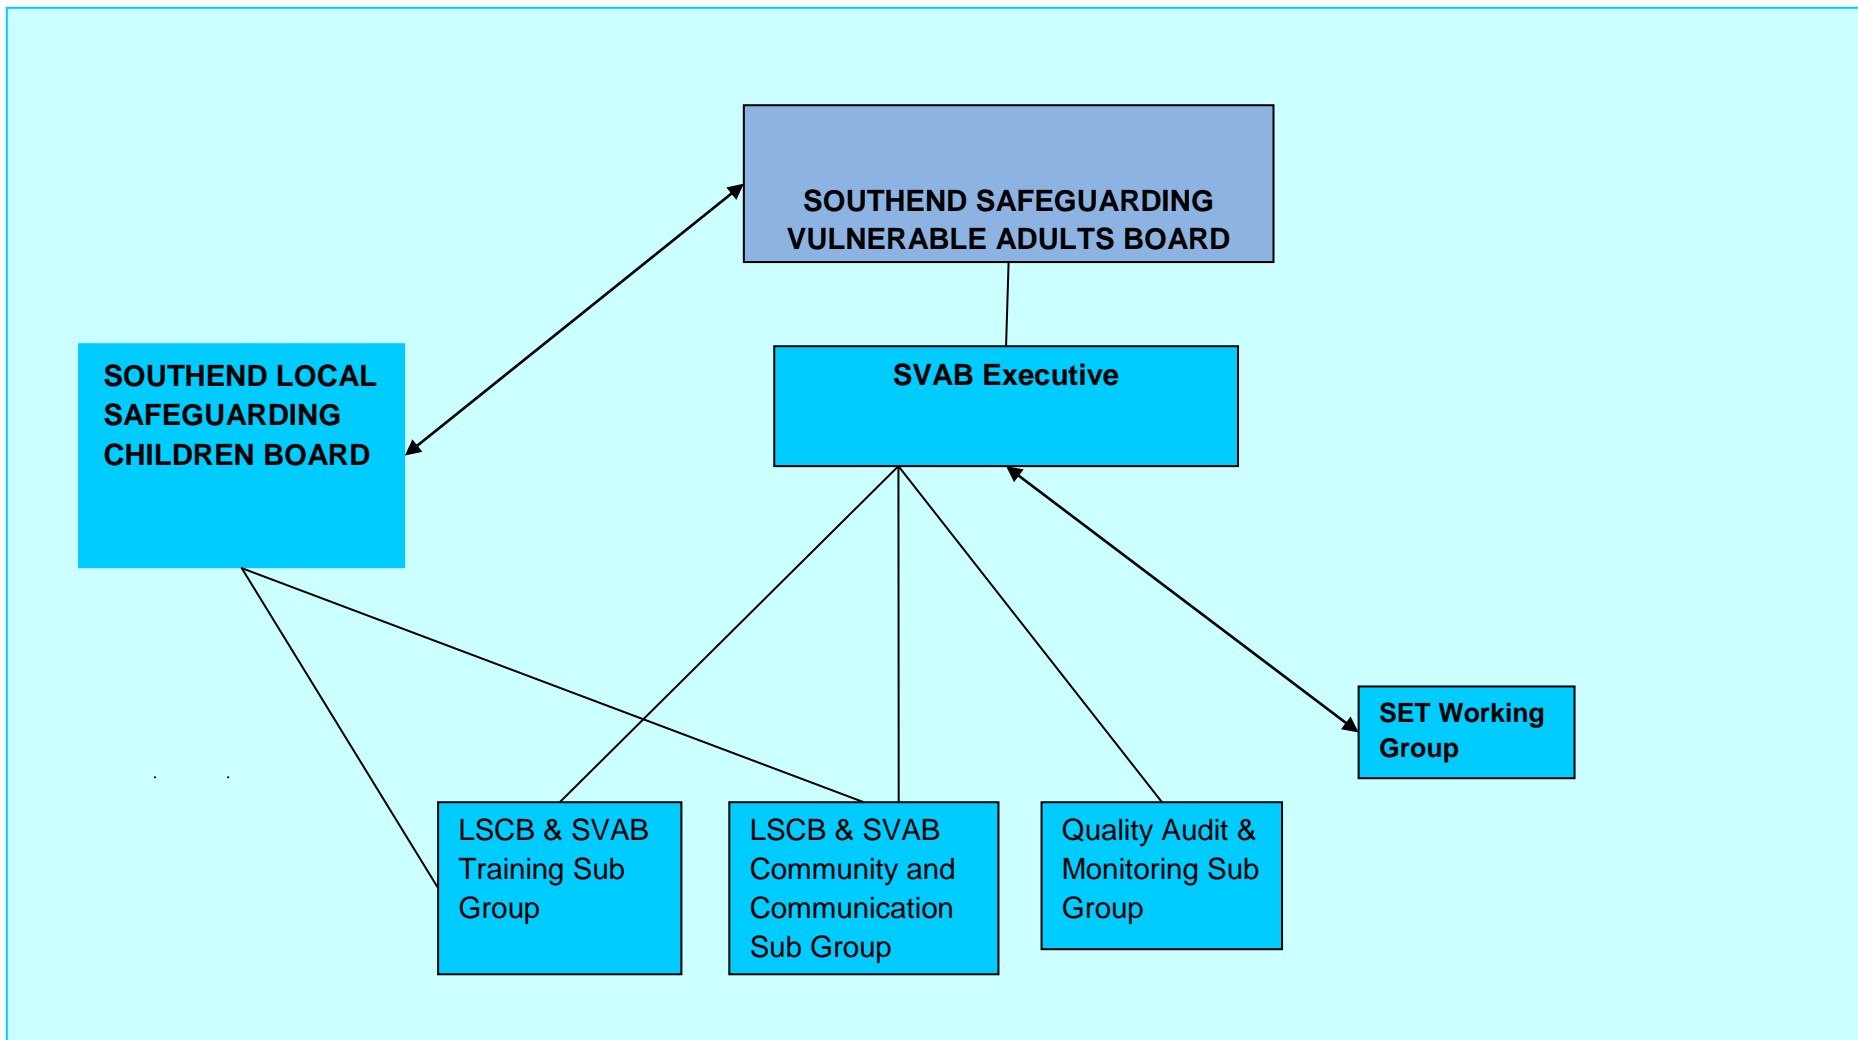 SOUTHEND SAFEGUARDING
VULNERABLE ADULTS BOARD
SOUTHEND LOCAL
SAFEGUARDING
CHILDREN BOARD
SVAB Executive
SET Working
Group
LSCB & SVAB
Training Sub
Group
LSCB & SVAB
Community and
Communication
Sub Group
Quality Audit &
Monitoring Sub
Group